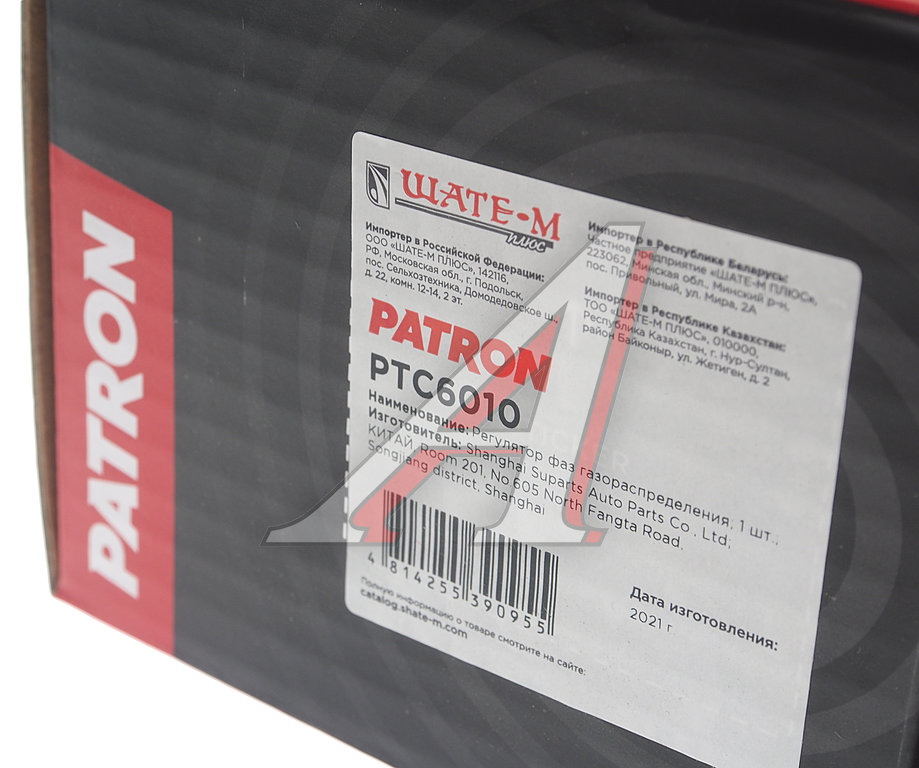 PATRON
ШАТЕ-М
плюс
Импортер в Российской Федерации:
ООО «ШАТЕ-М ПЛЮС», 142116,
РФ, Московская обл., г. Подольск,
пос. Сельхозтехника, Домодедовское ш.,
д. 22, комн. 12-14, 2 эт.
Импортер в Республике Беларусь:
Частное предприятие «ШАТЕ-М ПЛЮС»,
223062, Минская обл., Минский р-н,
пос. Привольный, ул. Мира, 2А
Импортер в Республике Казахстан:
ТОО «ШАТЕ-М ПЛЮС», 010000,
Республика Казахстан, г. Нур-Султан,
район Байконыр, ул. Жетиген, д. 2
PATRON
PTC6010
Наименование: Регулятор фаз газораспределения, 1 шт.,
Изготовитель: Shanghai Suparts Auto Parts Co., Ltd;
КИТАЙ, Room 201, No.605 North Fangta Road,
Songjiang district, Shanghai
4 814255 390955
Дата изготовления:
2021 г
Полную информацию о товаре смотрите на сайте:
catalog.shate-m.com